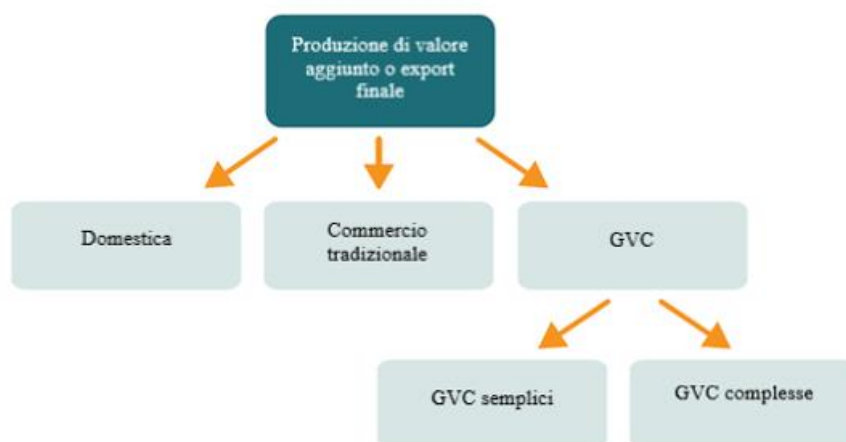 Produzione di valore
aggiunto o export
finale
Domestica
Commercio
tradizionale
GVC
GVC semplici
GVC complesse